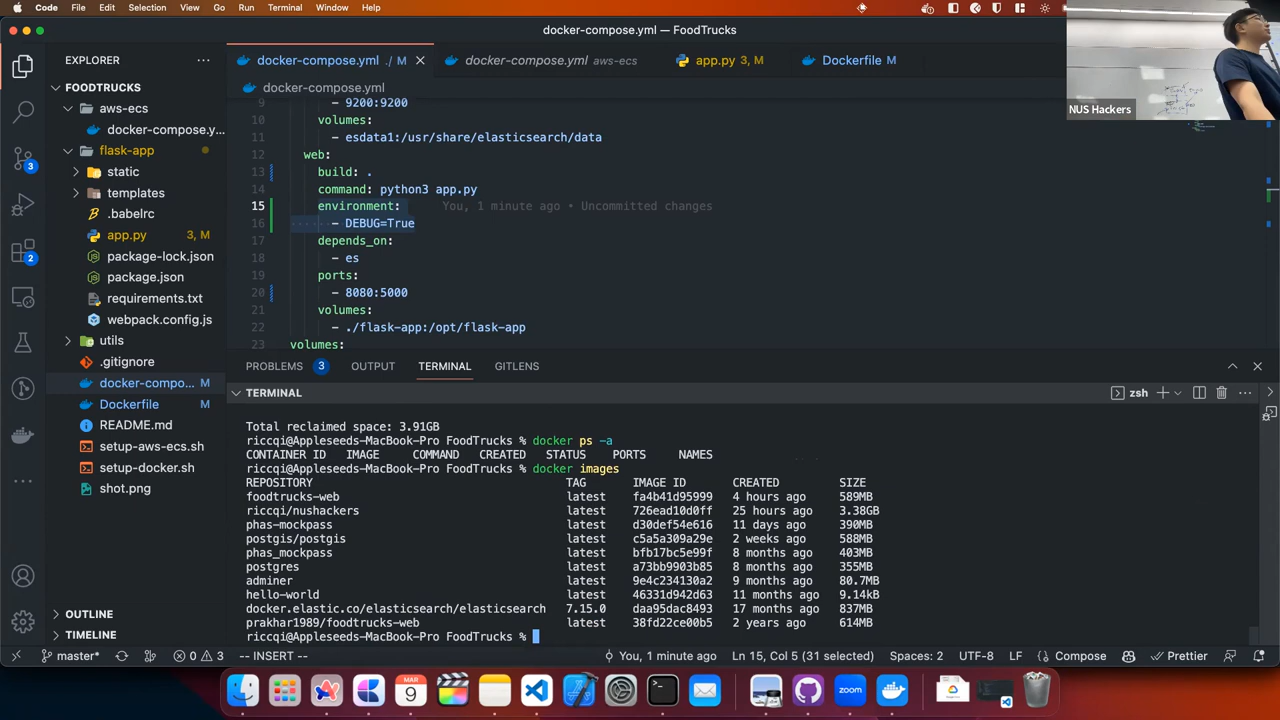 Code File Edit Selection View Go Run Terminal Window Help
docker-compose.yml — FoodTrucks
EXPLORER
docker-compose.yml ./ M
docker-compose.yml aws-ecs
app.py 3, M
Dockerfile M
NUS Hackers
FOODTRUCKS
aws-ecs
docker-compose.y...
flask-app
static
templates
.babelrc
app.py 3, M
package-lock.json
package.json
requirements.txt
webpack.config.js
utils
.gitignore
docker-compo... M
Dockerfile M
README.md
setup-aws-ecs.sh
setup-docker.sh
shot.png
OUTLINE
TIMELINE
3
2
docker-compose.yml
9 - 9200:9200
10 volumes:
11 - esdata1:/usr/share/elasticsearch/data
12 web:
13 build: .
14 command: python3 app.py
15 environment: You, 1 minute ago • Uncommitted changes
16 - DEBUG=True
17 depends_on:
18 - es
19 ports:
20 - 8080:5000
21 volumes:
22 - ./flask-app:/opt/flask-app
23 volumes:
PROBLEMS 3 OUTPUT TERMINAL GITLENS
TERMINAL zsh
Total reclaimed space: 3.91GB
riccqi@Appleseeds-MacBook-Pro FoodTrucks % docker ps -a
CONTAINER ID IMAGE COMMAND CREATED STATUS PORTS NAMES
riccqi@Appleseeds-MacBook-Pro FoodTrucks % docker images
REPOSITORY TAG IMAGE ID CREATED SIZE
foodtrucks-web latest fa4b41d95999 4 hours ago 589MB
riccqi/nushackers latest 726ead10d0ff 25 hours ago 3.38GB
phas-mockpass latest d30def54e616 11 days ago 390MB
postgis/postgis latest c5a5a309a29e 2 weeks ago 588MB
phas_mockpass latest bfb17bc5e99f 8 months ago 403MB
postgres latest a73bb9903b85 8 months ago 355MB
adminer latest 9e4c234130a2 9 months ago 80.7MB
hello-world latest 46331d942d63 11 months ago 9.14kB
docker.elastic.co/elasticsearch/elasticsearch 7.15.0 daa95dac8493 17 months ago 837MB
prakhar1989/foodtrucks-web latest 38fd22ce00b5 2 years ago 614MB
riccqi@Appleseeds-MacBook-Pro FoodTrucks %
master* 0 3 -- INSERT -- You, 1 minute ago Ln 15, Col 5 (31 selected) Spaces: 2 UTF-8 LF Compose Prettier
MAR
9
zoom